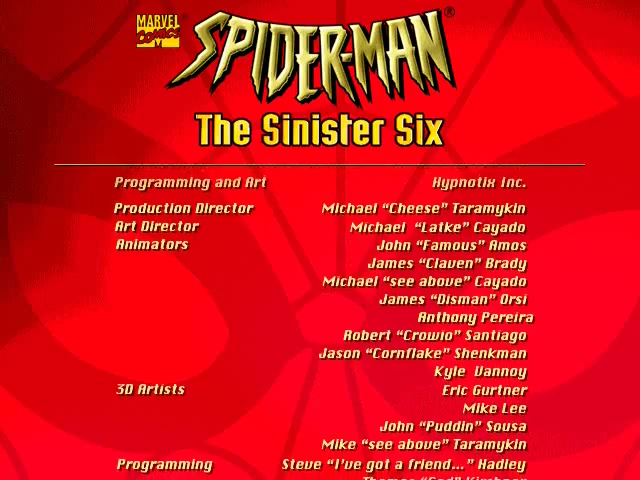 MARVEL
COMICS
SPIDER-MAN®
The Sinister Six
Programming and Art Hypnotix Inc.
Production Director Michael “Cheese” Taramykin
Art Director Michael “Latke” Cayado
Animators John “Famous” Amos
James “Claven” Brady
Michael “see above” Cayado
James “Disman” Orsi
Anthony Pereira
Robert “Crowio” Santiago
Jason “Cornflake” Shenkman
Kyle Vannoy
3D Artists Eric Gurtner
Mike Lee
John “Puddin” Sousa
Mike “see above” Taramykin
Programming Steve “I've got a friend...” Hadley